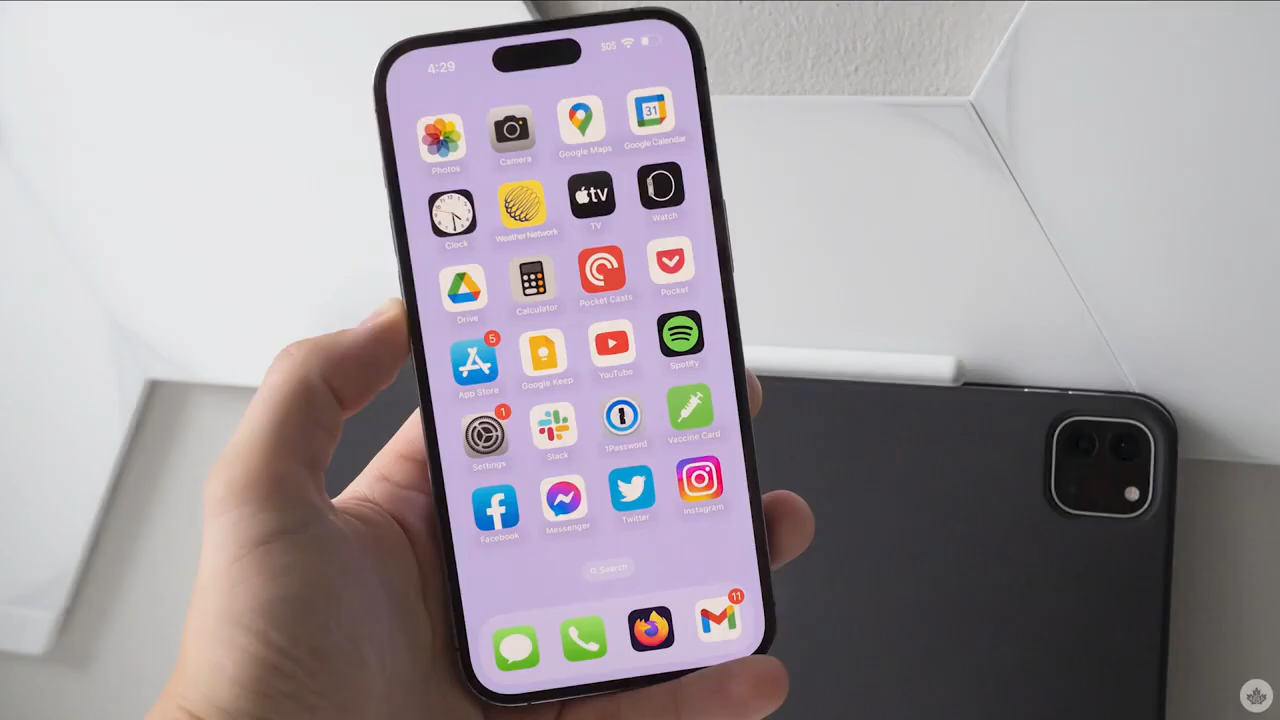 4:29
SOS
31
Photos
Camera
Google Maps
Google Calendar
Clock
WeatherNetwork
tv
TV
Watch
Drive
Calculator
Pocket Casts
Pocket
5
App Store
Google Keep
YouTube
Spotify
1
Settings
Slack
1Password
Vaccine Card
Facebook
Messenger
Twitter
Instagram
Search
11